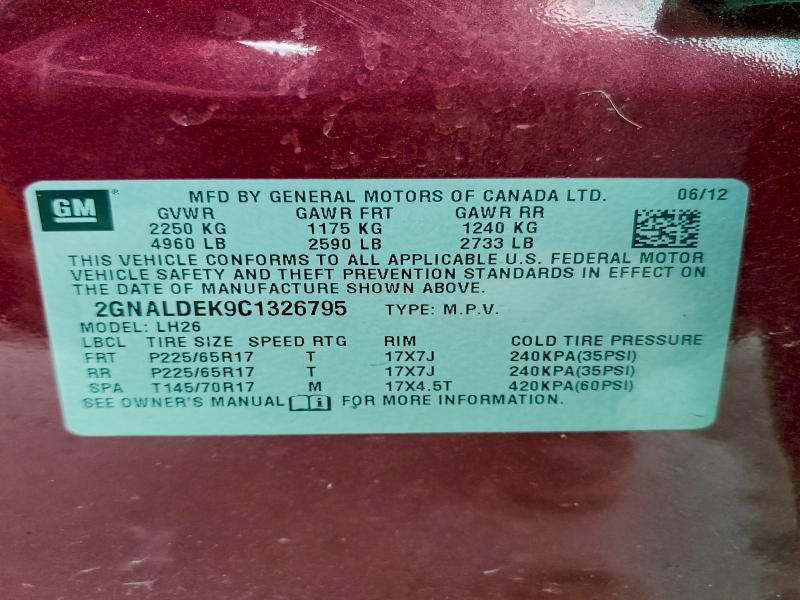 GM® MFD BY GENERAL MOTORS OF CANADA LTD. 06/12
GVWR GAWR FRT GAWR RR
2250 KG 1175 KG 1240 KG
4960 LB 2590 LB 2733 LB
THIS VEHICLE CONFORMS TO ALL APPLICABLE U.S. FEDERAL MOTOR
VEHICLE SAFETY AND THEFT PREVENTION STANDARDS IN EFFECT ON
THE DATE OF MANUFACTURE SHOWN ABOVE.
2GNALDEK9C1326795 TYPE: M.P.V.
MODEL: LH26
LBCL TIRE SIZE SPEED RTG RIM COLD TIRE PRESSURE
FRT P225/65R17 T 17X7J 240KPA(35PSI)
RR P225/65R17 T 17X7J 240KPA(35PSI)
SPA T145/70R17 M 17X4.5T 420KPA(60PSI)
SEE OWNER'S MANUAL i FOR MORE INFORMATION.